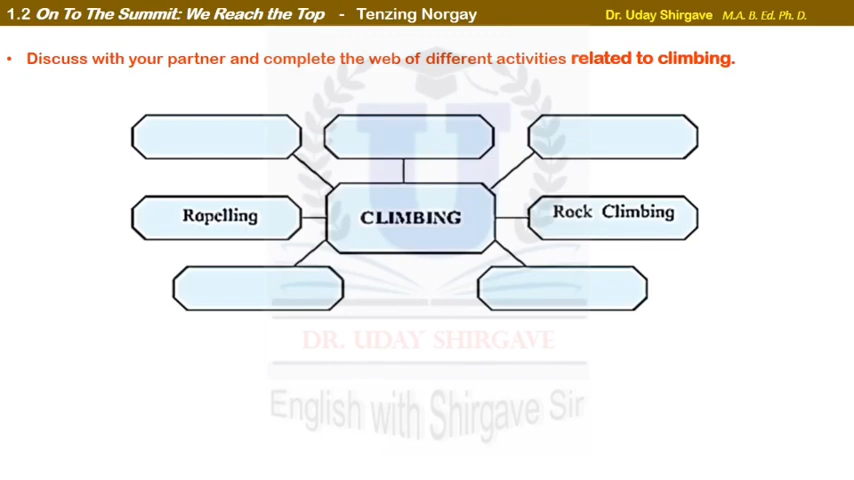 1.2 On To The Summit: We Reach the Top - Tenzing Norgay Dr. Uday Shirgave M.A. B. Ed. Ph. D.
• Discuss with your partner and complete the web of different activities related to climbing.
Rapelling CLIMBING Rock Climbing
DR. UDAY SHIRGAVE
English with Shirgave Sir